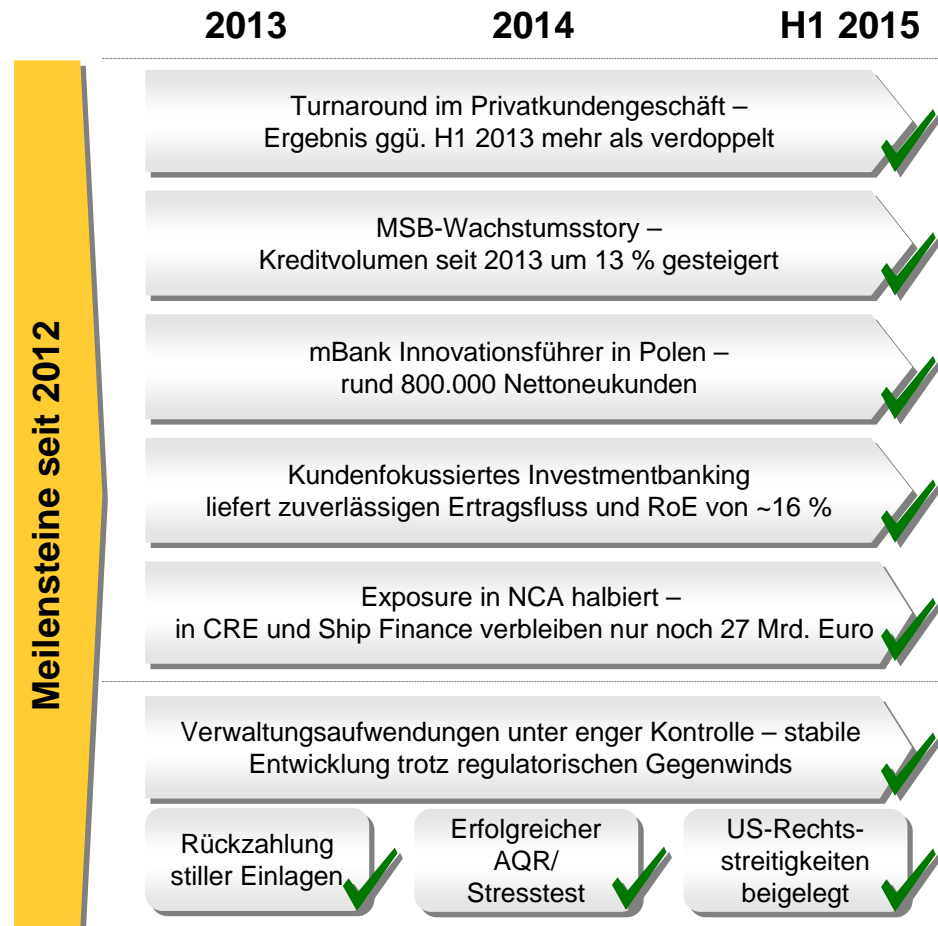 2013 2014 H1 2015
Meilensteine seit 2012
Turnaround im Privatkundengeschäft –
Ergebnis ggü. H1 2013 mehr als verdoppelt
MSB-Wachstumsstory –
Kreditvolumen seit 2013 um 13 % gesteigert
mBank Innovationsführer in Polen –
rund 800.000 Nettoneukunden
Kundenfokussiertes Investmentbanking
liefert zuverlässigen Ertragsfluss und RoE von ~16 %
Exposure in NCA halbiert –
in CRE und Ship Finance verbleiben nur noch 27 Mrd. Euro
Verwaltungsaufwendungen unter enger Kontrolle – stabile
Entwicklung trotz regulatorischen Gegenwinds
Rückzahlung
stiller Einlagen
Erfolgreicher
AQR/
Stresstest
US-Rechts-
streitigkeiten
beigelegt